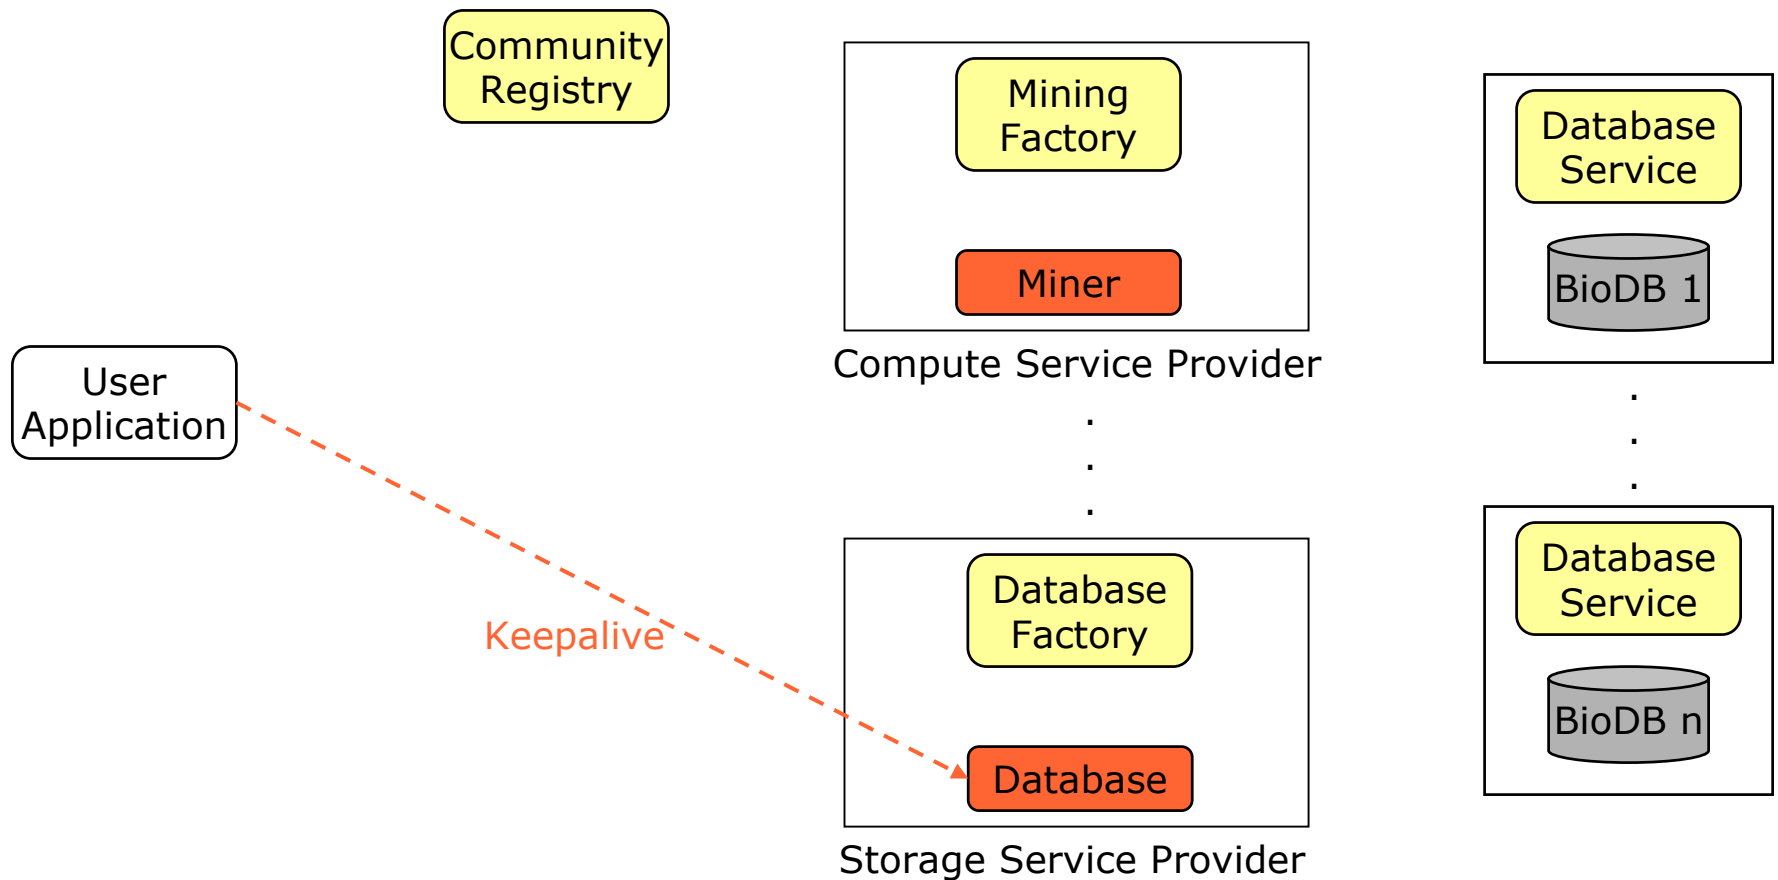 Community
Registry
Mining
Factory
Miner
Compute Service Provider
Database
Service
BioDB 1
User
Application
.
.
.
.
.
.
Keepalive
Database
Factory
Database
Storage Service Provider
Database
Service
BioDB n